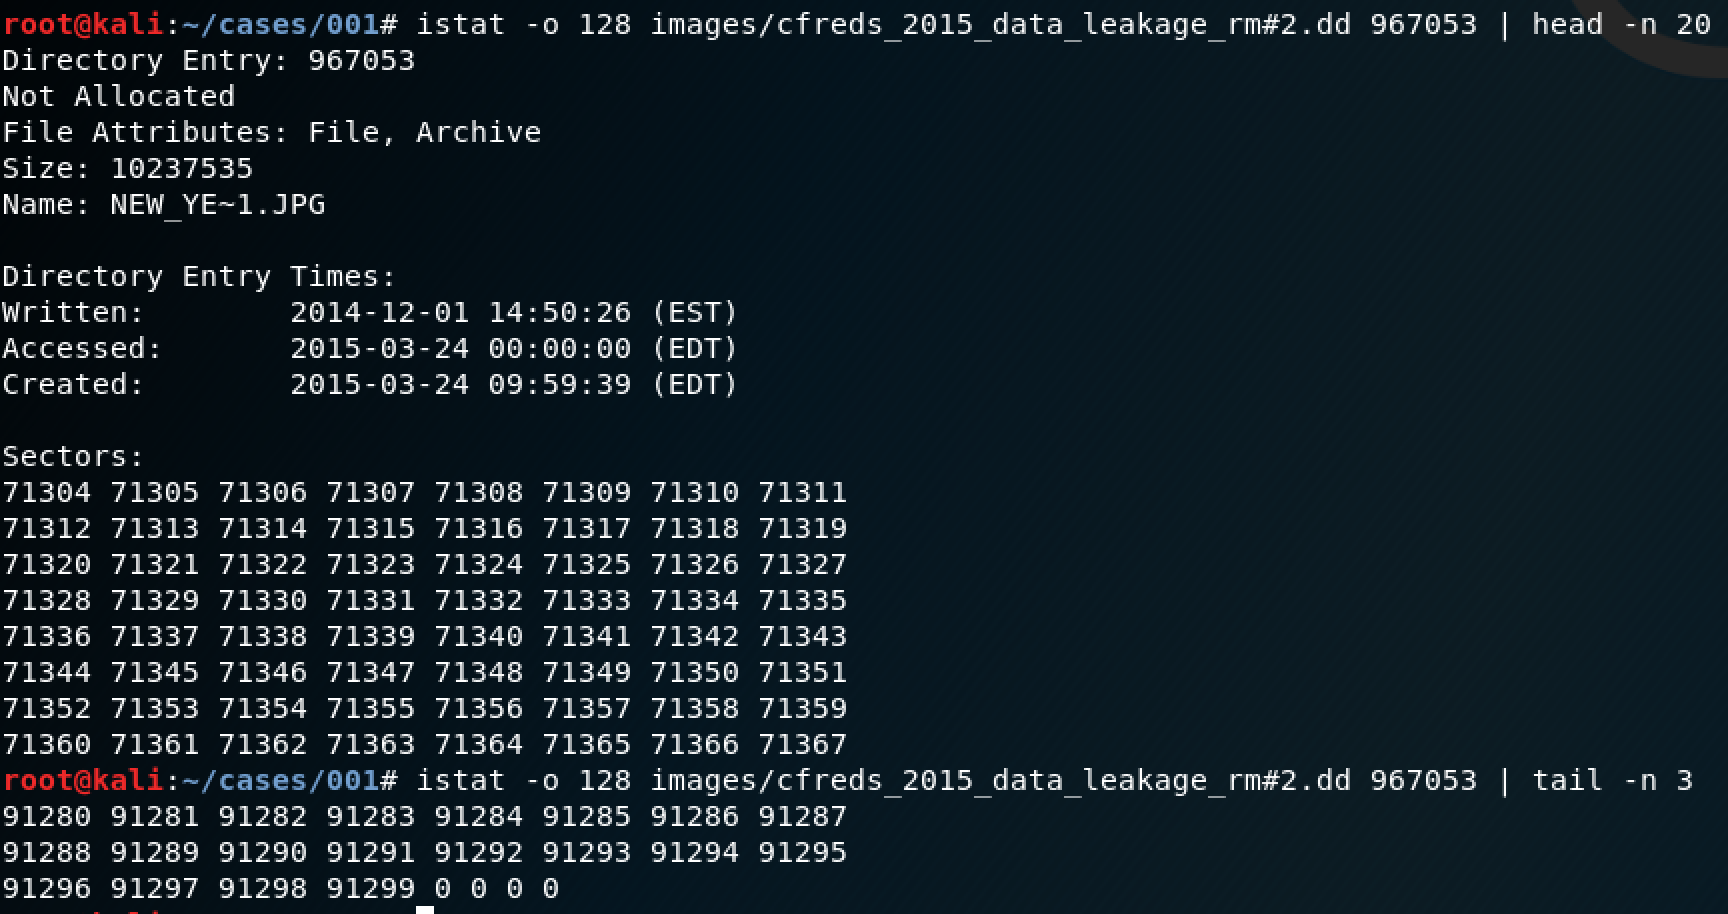 root@kali:~/cases/001# istat -o 128 images/cfreds_2015_data_leakage_rm#2.dd 967053 | head -n 20
Directory Entry: 967053
Not Allocated
File Attributes: File, Archive
Size: 10237535
Name: NEW_YE~1.JPG
Directory Entry Times:
Written: 2014-12-01 14:50:26 (EST)
Accessed: 2015-03-24 00:00:00 (EDT)
Created: 2015-03-24 09:59:39 (EDT)
Sectors:
71304 71305 71306 71307 71308 71309 71310 71311
71312 71313 71314 71315 71316 71317 71318 71319
71320 71321 71322 71323 71324 71325 71326 71327
71328 71329 71330 71331 71332 71333 71334 71335
71336 71337 71338 71339 71340 71341 71342 71343
71344 71345 71346 71347 71348 71349 71350 71351
71352 71353 71354 71355 71356 71357 71358 71359
71360 71361 71362 71363 71364 71365 71366 71367
root@kali:~/cases/001# istat -o 128 images/cfreds_2015_data_leakage_rm#2.dd 967053 | tail -n 3
91280 91281 91282 91283 91284 91285 91286 91287
91288 91289 91290 91291 91292 91293 91294 91295
91296 91297 91298 91299 0 0 0 0